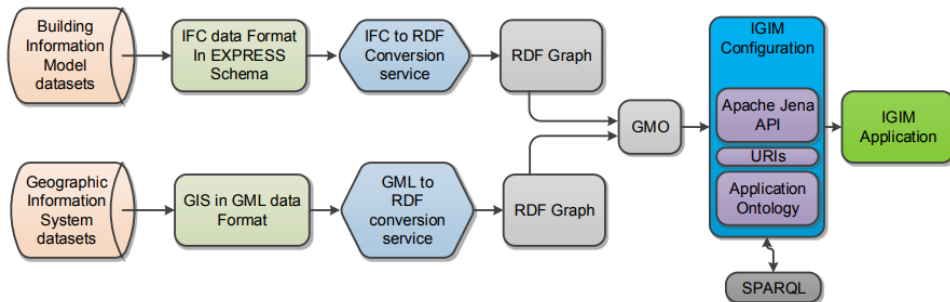 Building
Information
Model
datasets
IFC data Format
In EXPRESS
Schema
IFC to RDF
Conversion
service
RDF Graph
Geographic
Information
System
datasets
GIS in GML data
Format
GML to
RDF
conversion
service
RDF Graph
GMO
IGIM
Configuration
Apache Jena
API
URIs
Application
Ontology
SPARQL
IGIM
Application